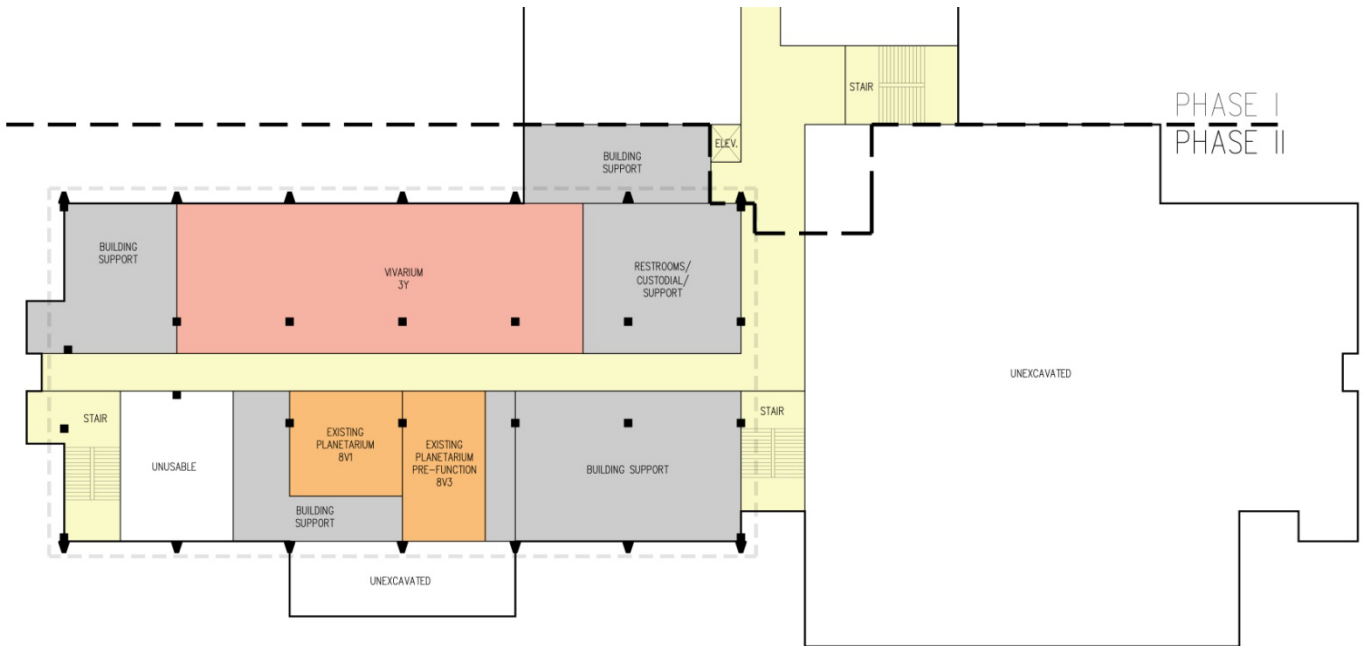 STAIR
PHASE I
PHASE II
ELEV.
BUILDING
SUPPORT
BUILDING
SUPPORT
VIVARIUM
3Y
RESTROOMS/
CUSTODIAL/
SUPPORT
UNEXCAVATED
STAIR
UNUSABLE
EXISTING
PLANETARIUM
8V1
EXISTING
PLANETARIUM
PRE-FUNCTION
8V3
BUILDING SUPPORT
STAIR
BUILDING
SUPPORT
UNEXCAVATED